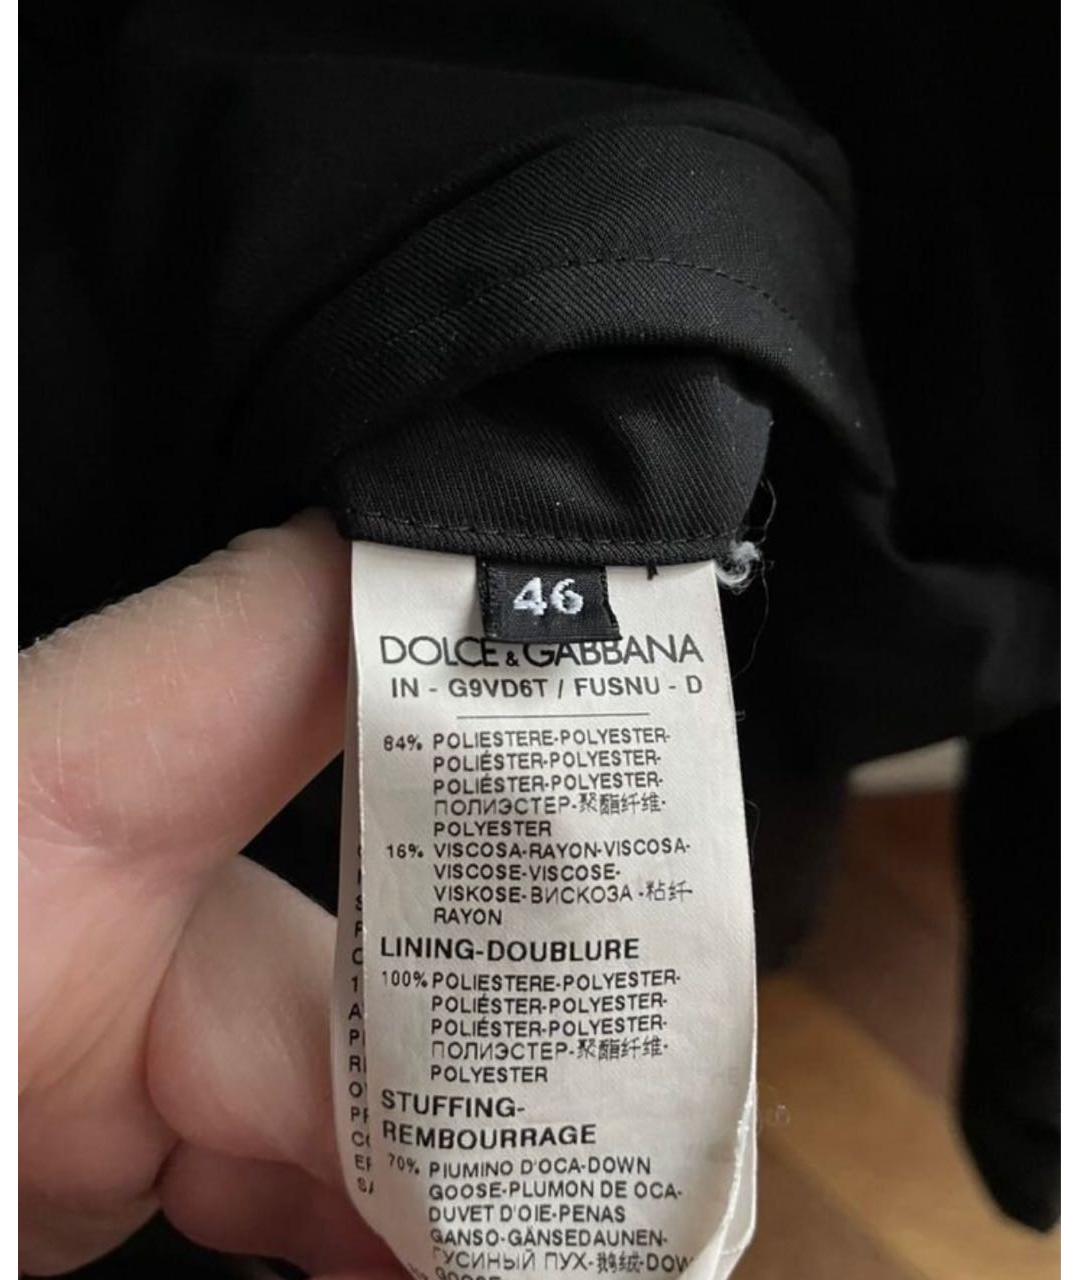 46
DOLCE & GABBANA
IN - G9VD6T / FUSNU - D
84% POLIESTERE-POLYESTER-
POLIÉSTER-POLYESTER-
POLIÉSTER-POLYESTER-
ПОЛИЭСТЕР-聚酯纤维-
POLYESTER
16% VISCOSA-RAYON-VISCOSA-
VISCOSE-VISCOSE-
VISKOSE-ВИСКОЗА-粘纤-
RAYON
LINING-DOUBLURE
100% POLIESTERE-POLYESTER-
POLIÉSTER-POLYESTER-
POLIÉSTER-POLYESTER-
ПОЛИЭСТЕР-聚酯纤维-
POLYESTER
STUFFING-
REMBOURRAGE
70% PIUMINO D'OCA-DOWN
GOOSE-PLUMON DE OCA-
DUVET D'OIE-PENAS
GANSO-GÄNSEDAUNEN-
ГУСИНЫЙ ПУХ-鹅绒-DOW
GOOSE